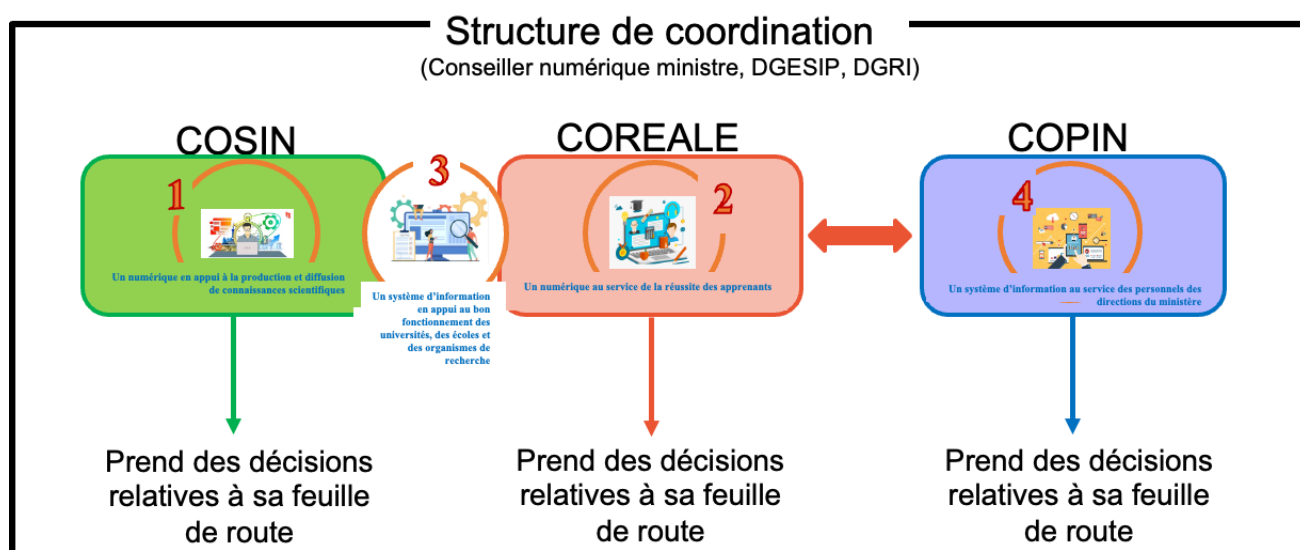 Structure de coordination
(Conseiller numérique ministre, DGESIP, DGRI)
COSIN
COREALE
COPIN
1
3
2
4
Un numérique en appui à la production et diffusion
de connaissances scientifiques
Un système d'information
en appui au bon
fonctionnement des
universités, des écoles et
des organismes de
recherche
Un numérique au service de la réussite des apprenants
Un système d'information au service des personnels des
directions du ministère
Prend des décisions
relatives à sa feuille
de route
Prend des décisions
relatives à sa feuille
de route
Prend des décisions
relatives à sa feuille
de route